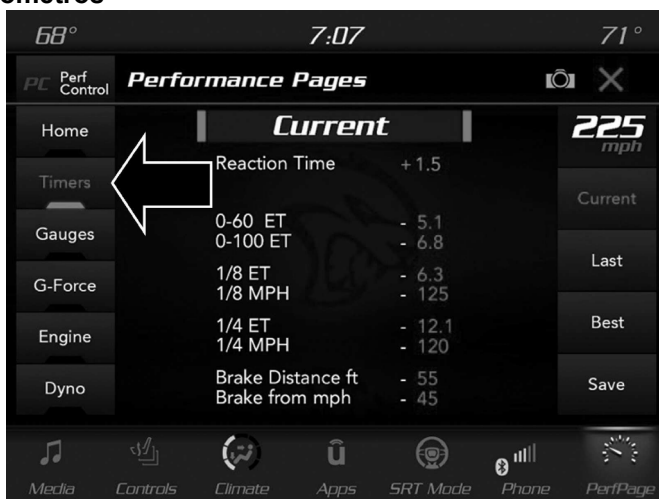 68° 7:07 71°
PC Perf Control Performance Pages
Current
225 mph
Home
Timers
Gauges
G-Force
Engine
Dyno
Reaction Time +1.5
0-60 ET - 5.1
0-100 ET - 6.8
1/8 ET - 6.3
1/8 MPH - 125
1/4 ET - 12.1
1/4 MPH - 120
Brake Distance ft - 55
Brake from mph - 45
Current
Last
Best
Save
Media Controls Climate Apps SRT Mode Phone PerfPage